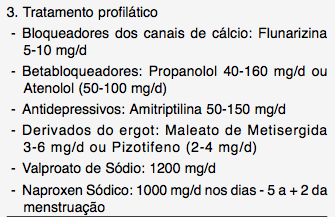 3. Tratamento profilático
- Bloqueadores dos canais de cálcio: Flunarizina
5-10 mg/d
- Betabloqueadores: Propanolol 40-160 mg/d ou
Atenolol (50-100 mg/d)
- Antidepressivos: Amitriptilina 50-150 mg/d
- Derivados do ergot: Maleato de Metisergida
3-6 mg/d ou Pizotifeno (2-4 mg/d)
- Valproato de Sódio: 1200 mg/d
- Naproxen Sódico: 1000 mg/d nos dias - 5 a + 2 da
menstruação